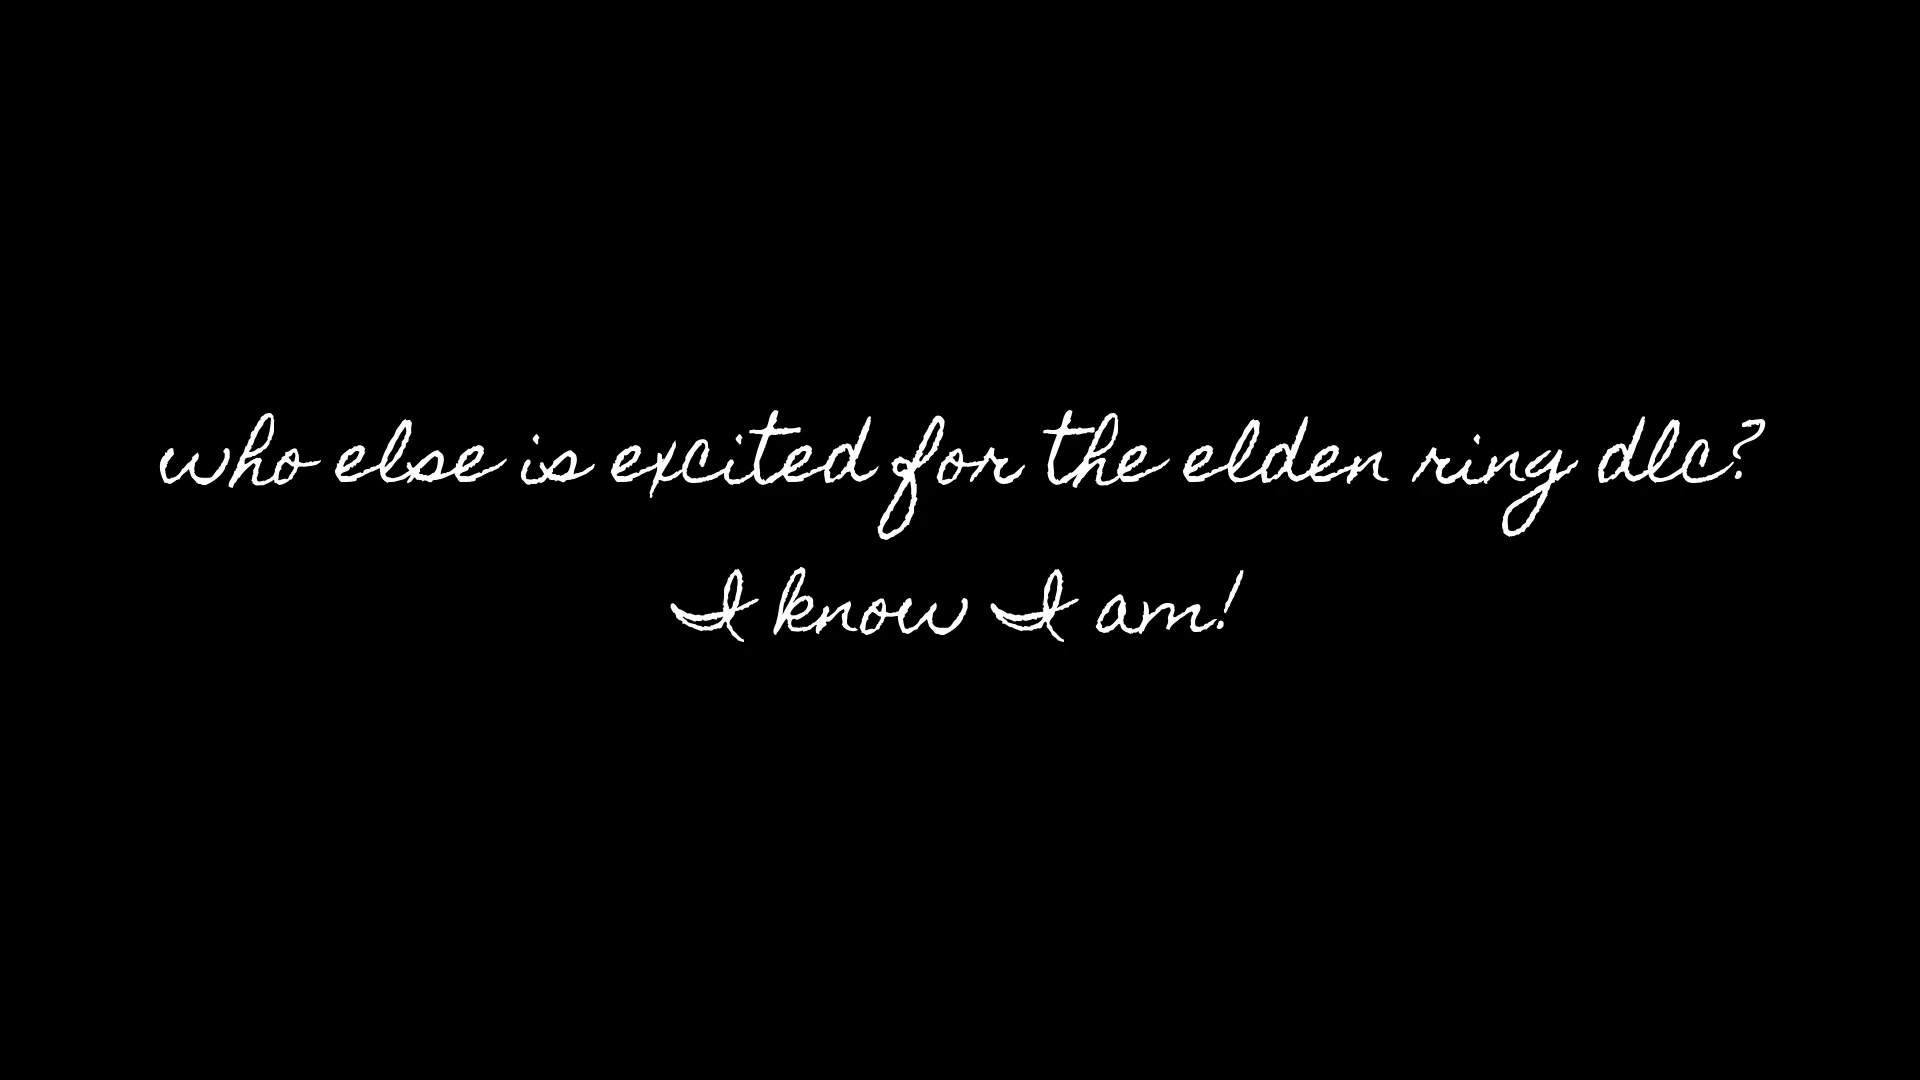 who else is excited for the elden ring dlc?
I know I am!